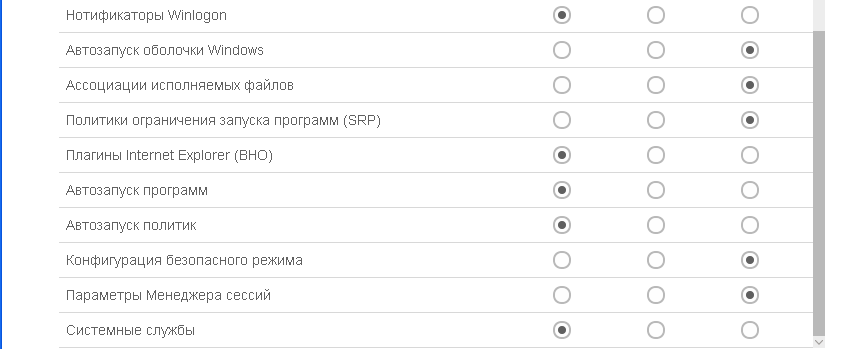 Нотификаторы Winlogon
Автозапуск оболочки Windows
Ассоциации исполняемых файлов
Политики ограничения запуска программ (SRP)
Плагины Internet Explorer (BHO)
Автозапуск программ
Автозапуск политик
Конфигурация безопасного режима
Параметры Менеджера сессий
Системные службы